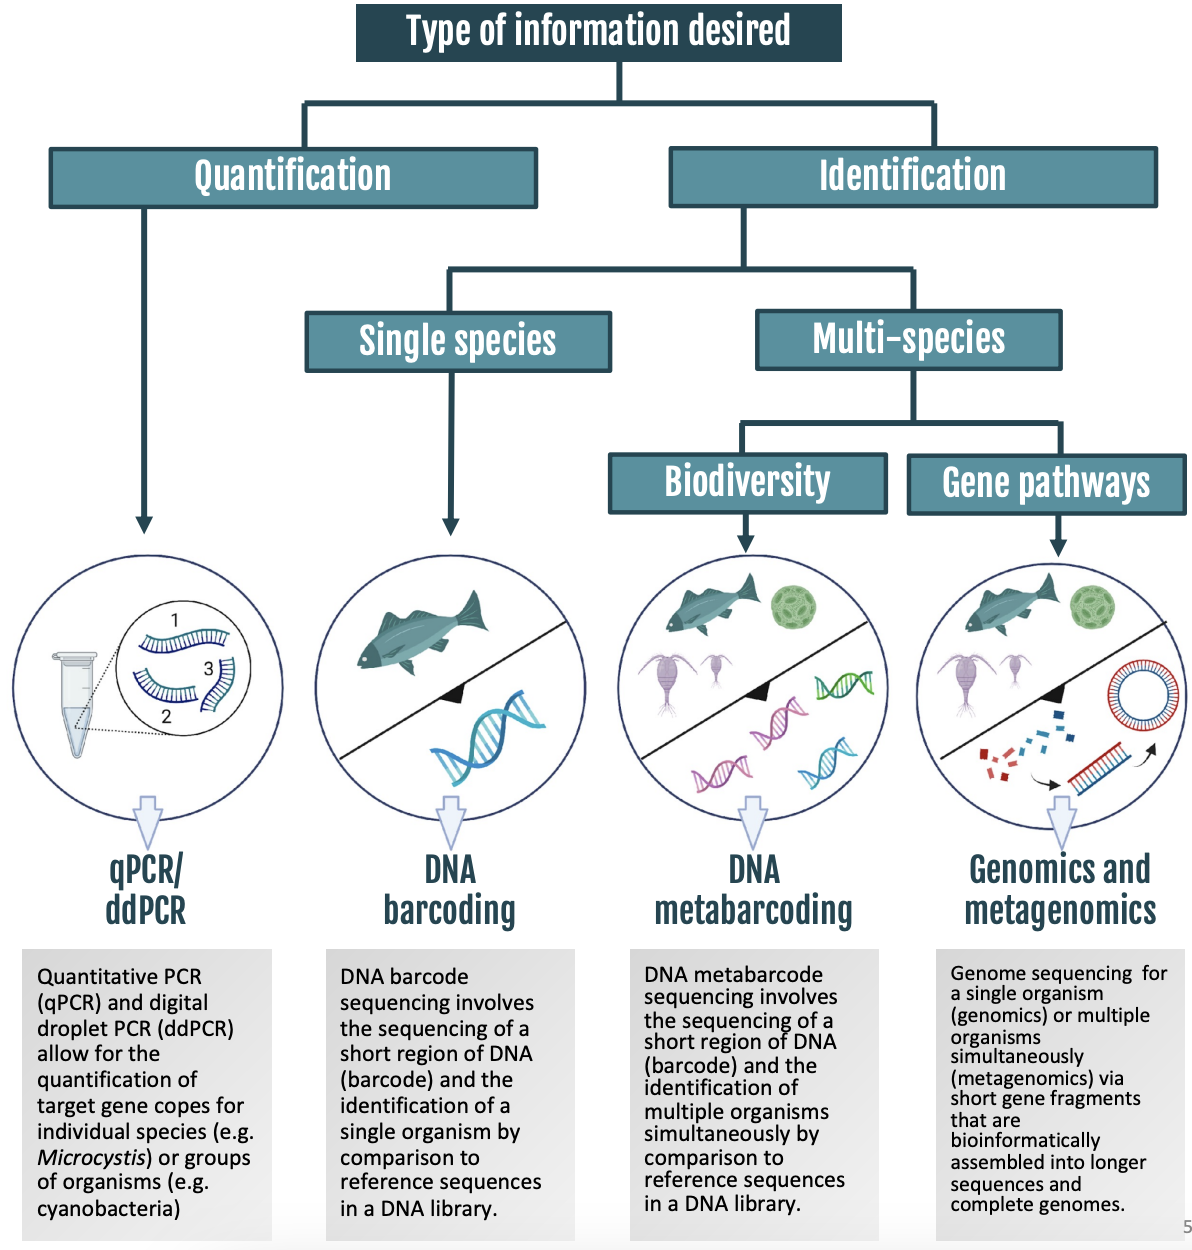 Type of information desired
Quantification
Identification
Single species
Multi-species
Biodiversity
Gene pathways
1
2
3
qPCR/
ddPCR
DNA
barcoding
DNA
metabarcoding
Genomics and
metagenomics
Quantitative PCR
(qPCR) and digital
droplet PCR (ddPCR)
allow for the
quantification of
target gene copes for
individual species (e.g.
Microcystis) or groups
of organisms (e.g.
cyanobacteria)
DNA barcode
sequencing involves
the sequencing of a
short region of DNA
(barcode) and the
identification of a
single organism by
comparison to
reference sequences
in a DNA library.
DNA metabarcode
sequencing involves
the sequencing of a
short region of DNA
(barcode) and the
identification of
multiple organisms
simultaneously by
comparison to
reference sequences
in a DNA library.
Genome sequencing for
a single organism
(genomics) or multiple
organisms
simultaneously
(metagenomics) via
short gene fragments
that are
bioinformatically
assembled into longer
sequences and
complete genomes.
5